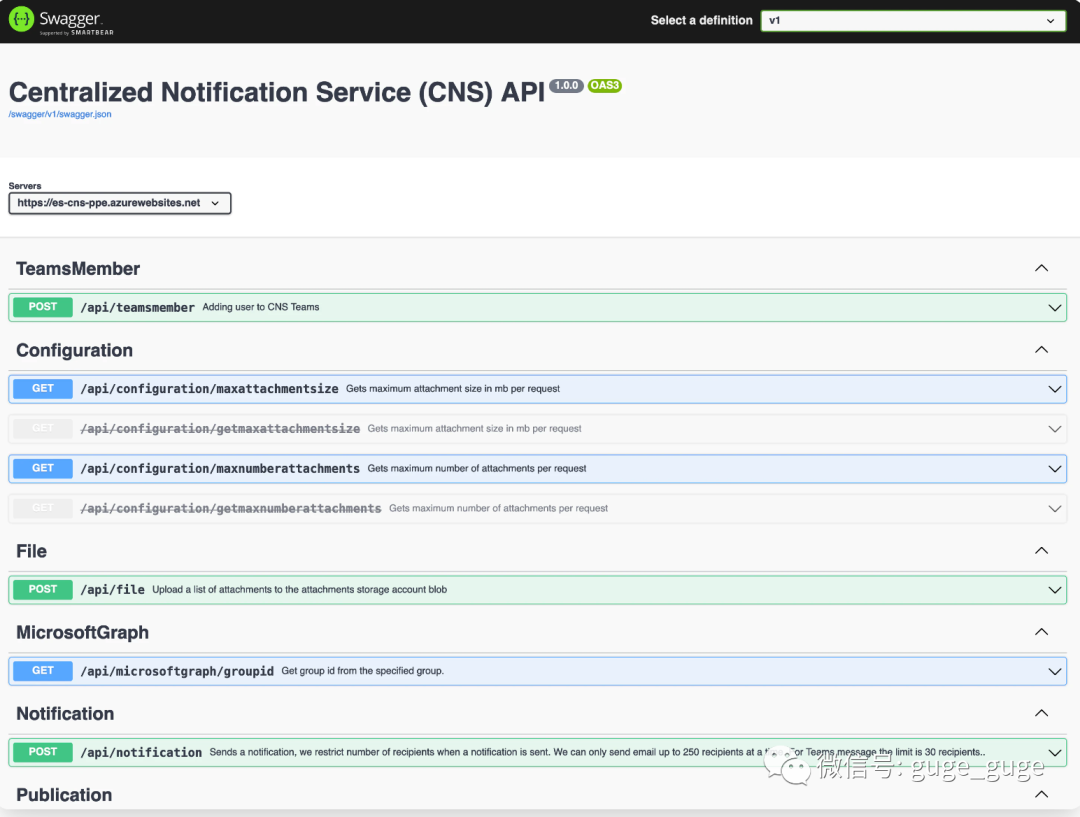 Swagger.
Supported by SMARTBEAR
Select a definition
v1
Centralized Notification Service (CNS) API 1.0.0 OAS3
/swagger/v1/swagger.json
Servers
https://es-cns-ppe.azurewebsites.net
TeamsMember
POST /api/teamsmember Adding user to CNS Teams
Configuration
GET /api/configuration/maxattachmentsize Gets maximum attachment size in mb per request
GET /api/configuration/getmaxattachmentsize Gets maximum attachment size in mb per request
GET /api/configuration/maxnumberattachments Gets maximum number of attachments per request
GET /api/configuration/getmaxnumberattachments Gets maximum number of attachments per request
File
POST /api/file Upload a list of attachments to the attachments storage account blob
MicrosoftGraph
GET /api/microsoftgraph/groupid Get group id from the specified group.
Notification
POST /api/notification Sends a notification, we restrict number of recipients when a notification is sent. We can only send email up to 250 recipients at a Teams message the limit is 30 recipients..
微信号: guge_guge
Publication